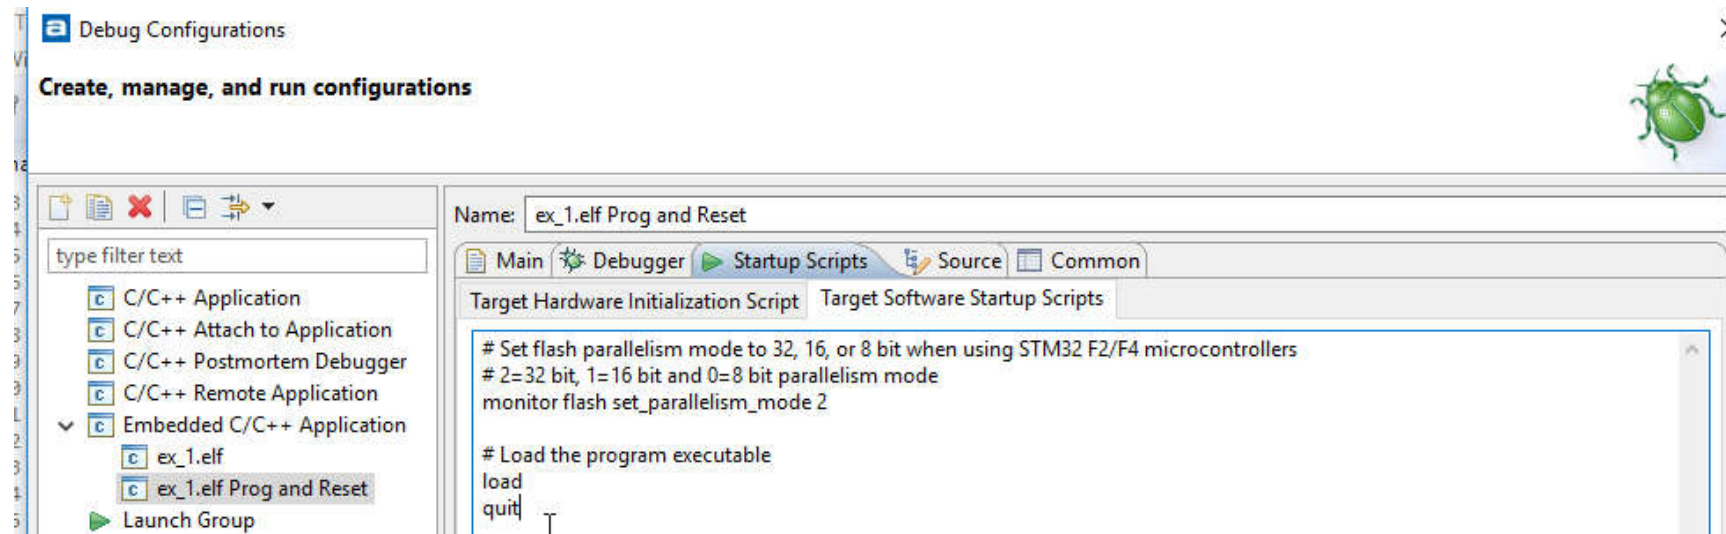 Debug Configurations
Create, manage, and run configurations
type filter text
C/C++ Application
C/C++ Attach to Application
C/C++ Postmortem Debugger
C/C++ Remote Application
Embedded C/C++ Application
ex_1.elf
ex_1.elf Prog and Reset
Launch Group
Name: ex_1.elf Prog and Reset
Main Debugger Startup Scripts Source Common
Target Hardware Initialization Script Target Software Startup Scripts
# Set flash parallelism mode to 32, 16, or 8 bit when using STM32 F2/F4 microcontrollers
# 2=32 bit, 1=16 bit and 0=8 bit parallelism mode
monitor flash set_parallelism_mode 2
# Load the program executable
load
quit